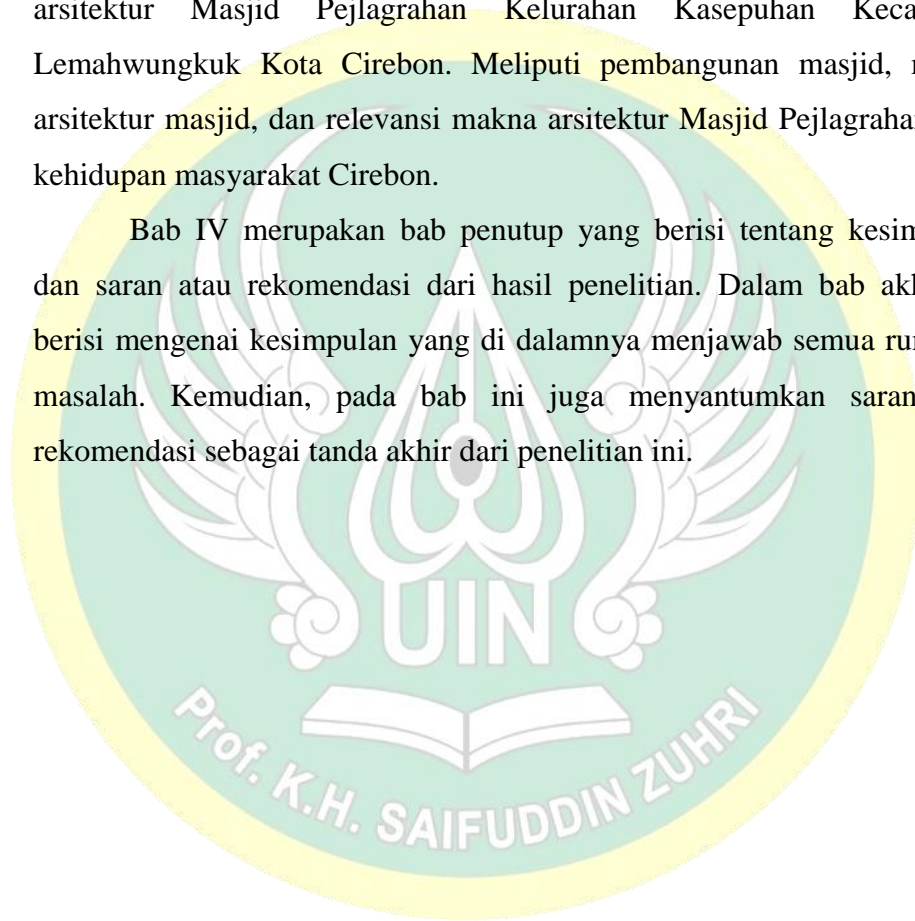 arsitektur Masjid Pejlagrahan Kelurahan Kasepuhan
Lemahwungkuk Kota Cirebon. Meliputi pembangunan masjid,
arsitektur masjid, dan relevansi makna arsitektur Masjid
kehidupan masyarakat Cirebon.
Bab IV merupakan bab penutup yang berisi tentang
dan saran atau rekomendasi dari hasil penelitian. Dalam bab
berisi mengenai kesimpulan yang di dalamnya menjawab semua
masalah. Kemudian, pada bab ini juga menyantumkan saran
rekomendasi sebagai tanda akhir dari penelitian ini.
UIN
Prof. K.H. SAIFUDDIN ZUHRI